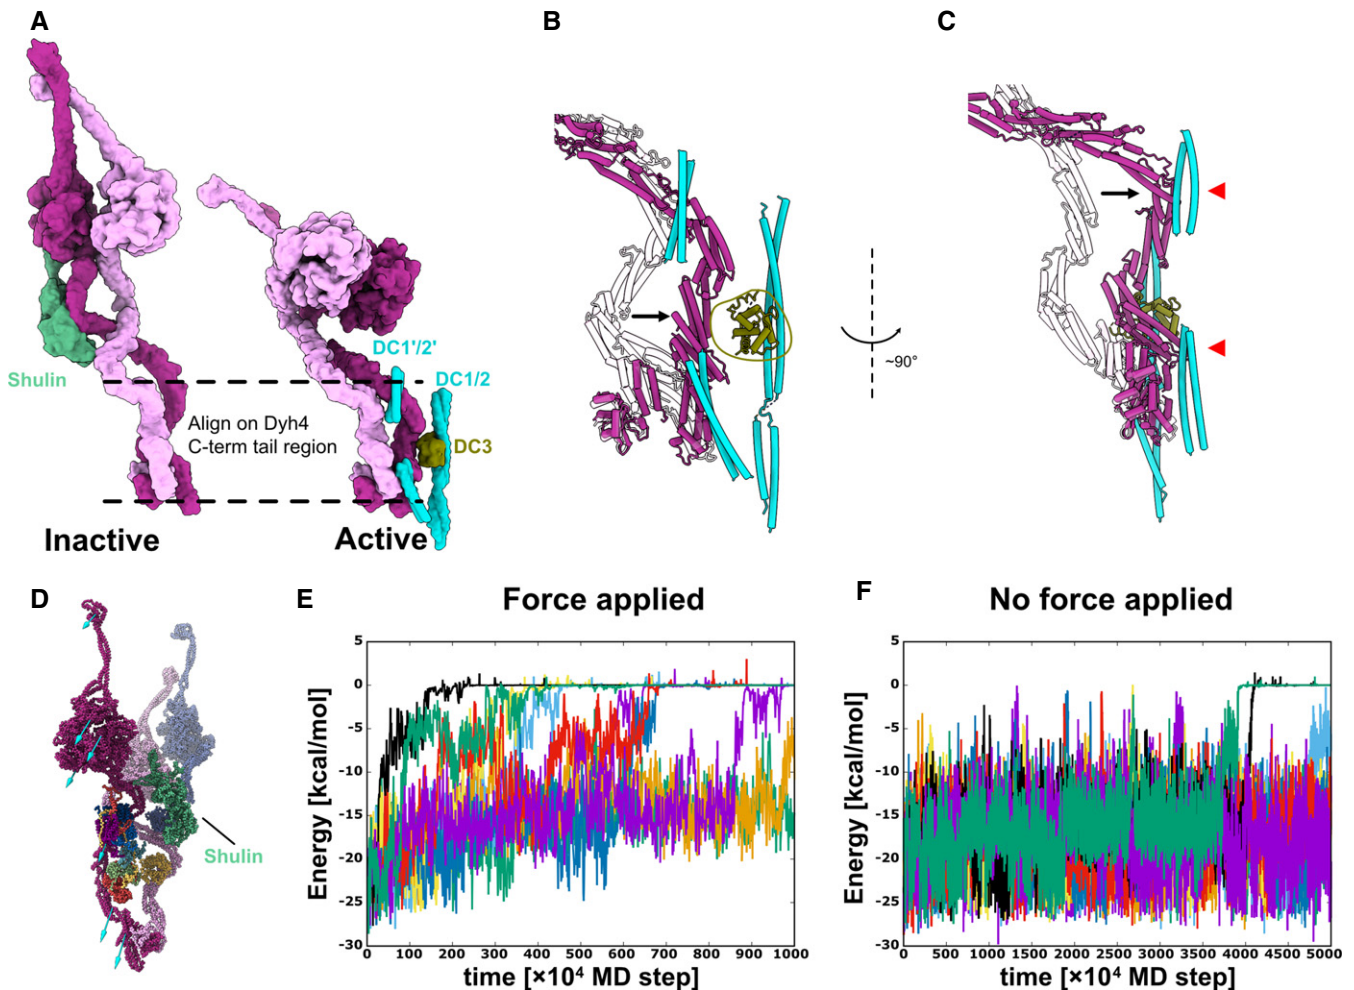 A
B
C
Shulin
DC1'/2'
DC1/2
DC3
Align on Dyh4
C-term tail region
Inactive
Active
~90°
D
Shulin
E
Force applied
Energy [kcal/mol]
5
0
-5
-10
-15
-20
-25
-30
0 100 200 300 400 500 600 700 800 900 1000
time [×10⁴ MD step]
F
No force applied
Energy [kcal/mol]
5
0
-5
-10
-15
-20
-25
-30
0 500 1000 1500 2000 2500 3000 3500 4000 4500 5000
time [×10⁴ MD step]